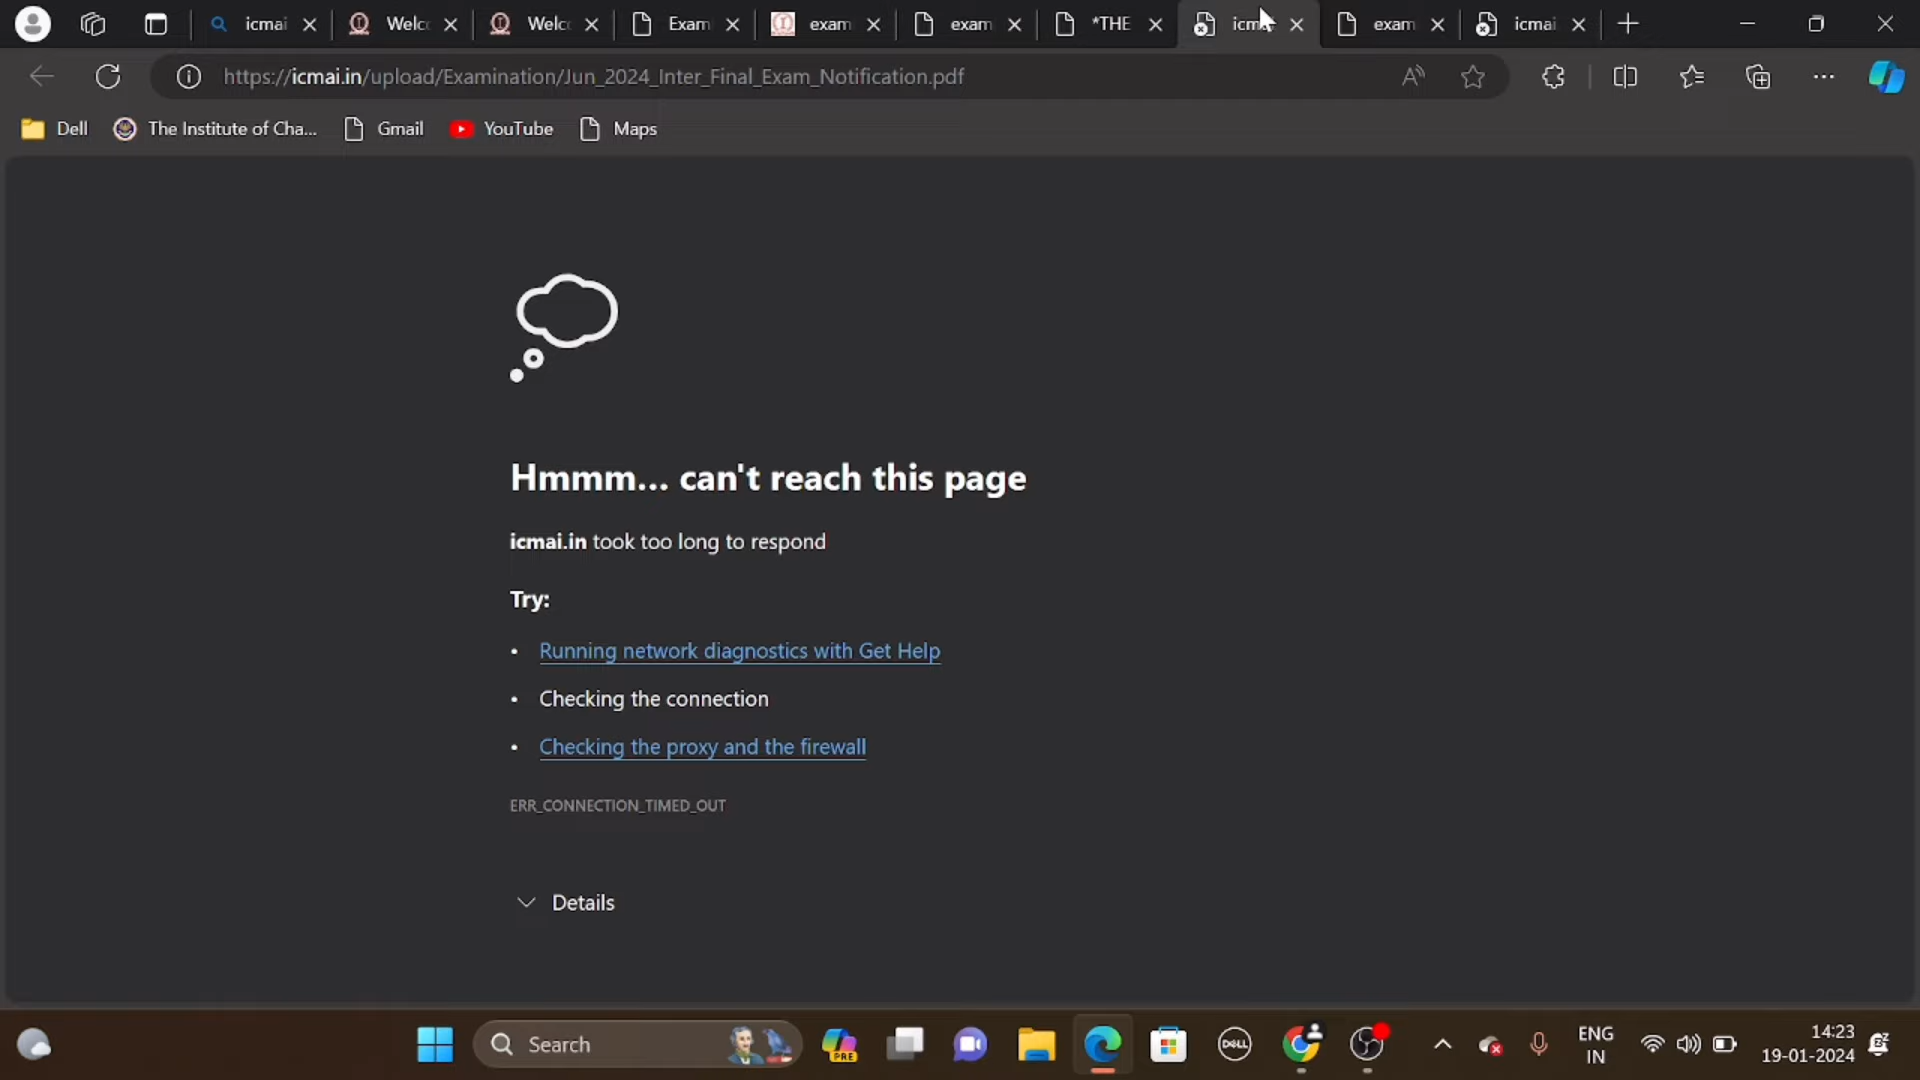 icmai
Welc
Welc
Exam
exam
exam
*THE
exam
icmai
https://icmai.in/upload/Examination/Jun_2024_Inter_Final_Exam_Notification.pdf
Dell
The Institute of Cha...
Gmail
YouTube
Maps
Hmmm... can't reach this page
icmai.in took too long to respond
Try:
• Running network diagnostics with Get Help
• Checking the connection
• Checking the proxy and the firewall
ERR_CONNECTION_TIMED_OUT
Details
Search
PRE
DELL
ENG
IN
14:23
19-01-2024